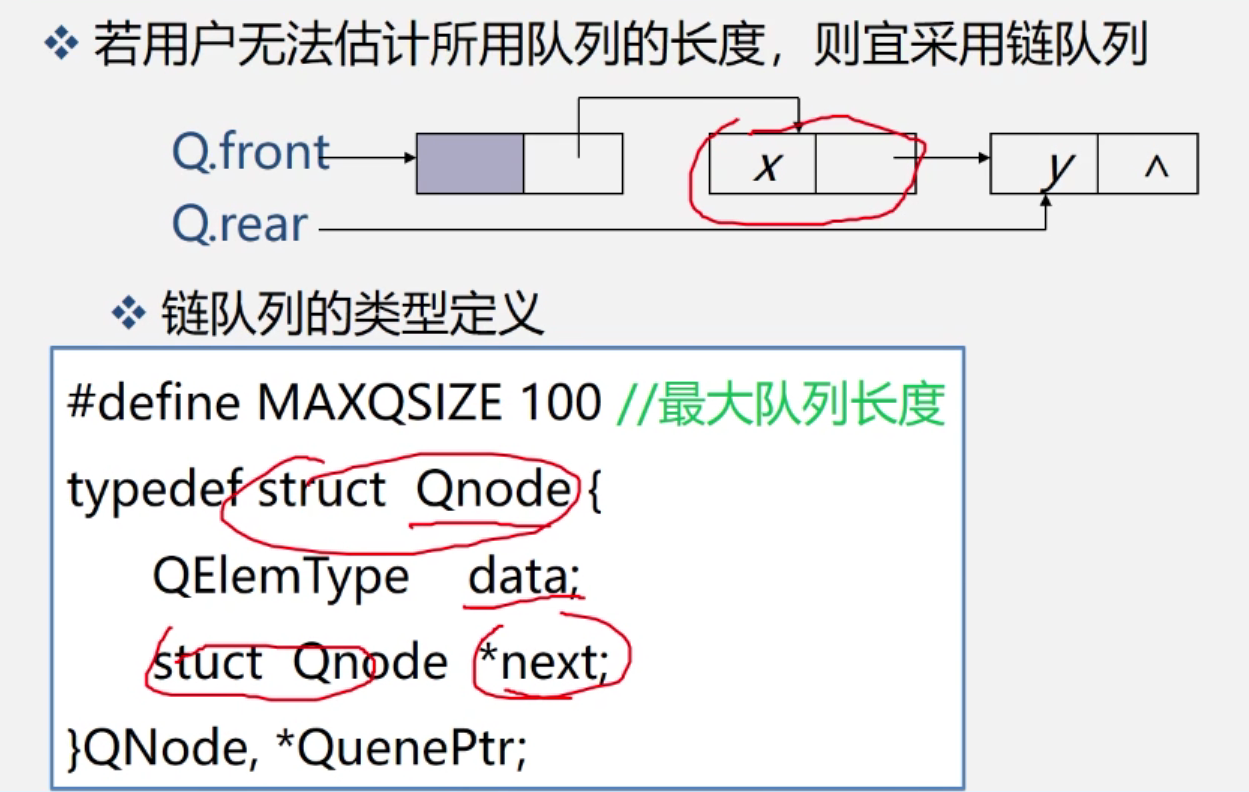 若用户无法估计所用队列的长度，则宜采用链队列
Q.front
x
y ∧
Q.rear
链队列的类型定义
#define MAXQSIZE 100 //最大队列长度
typedef struct Qnode {
QElemType data;
stuct Qnode *next;
}QNode, *QuenePtr;